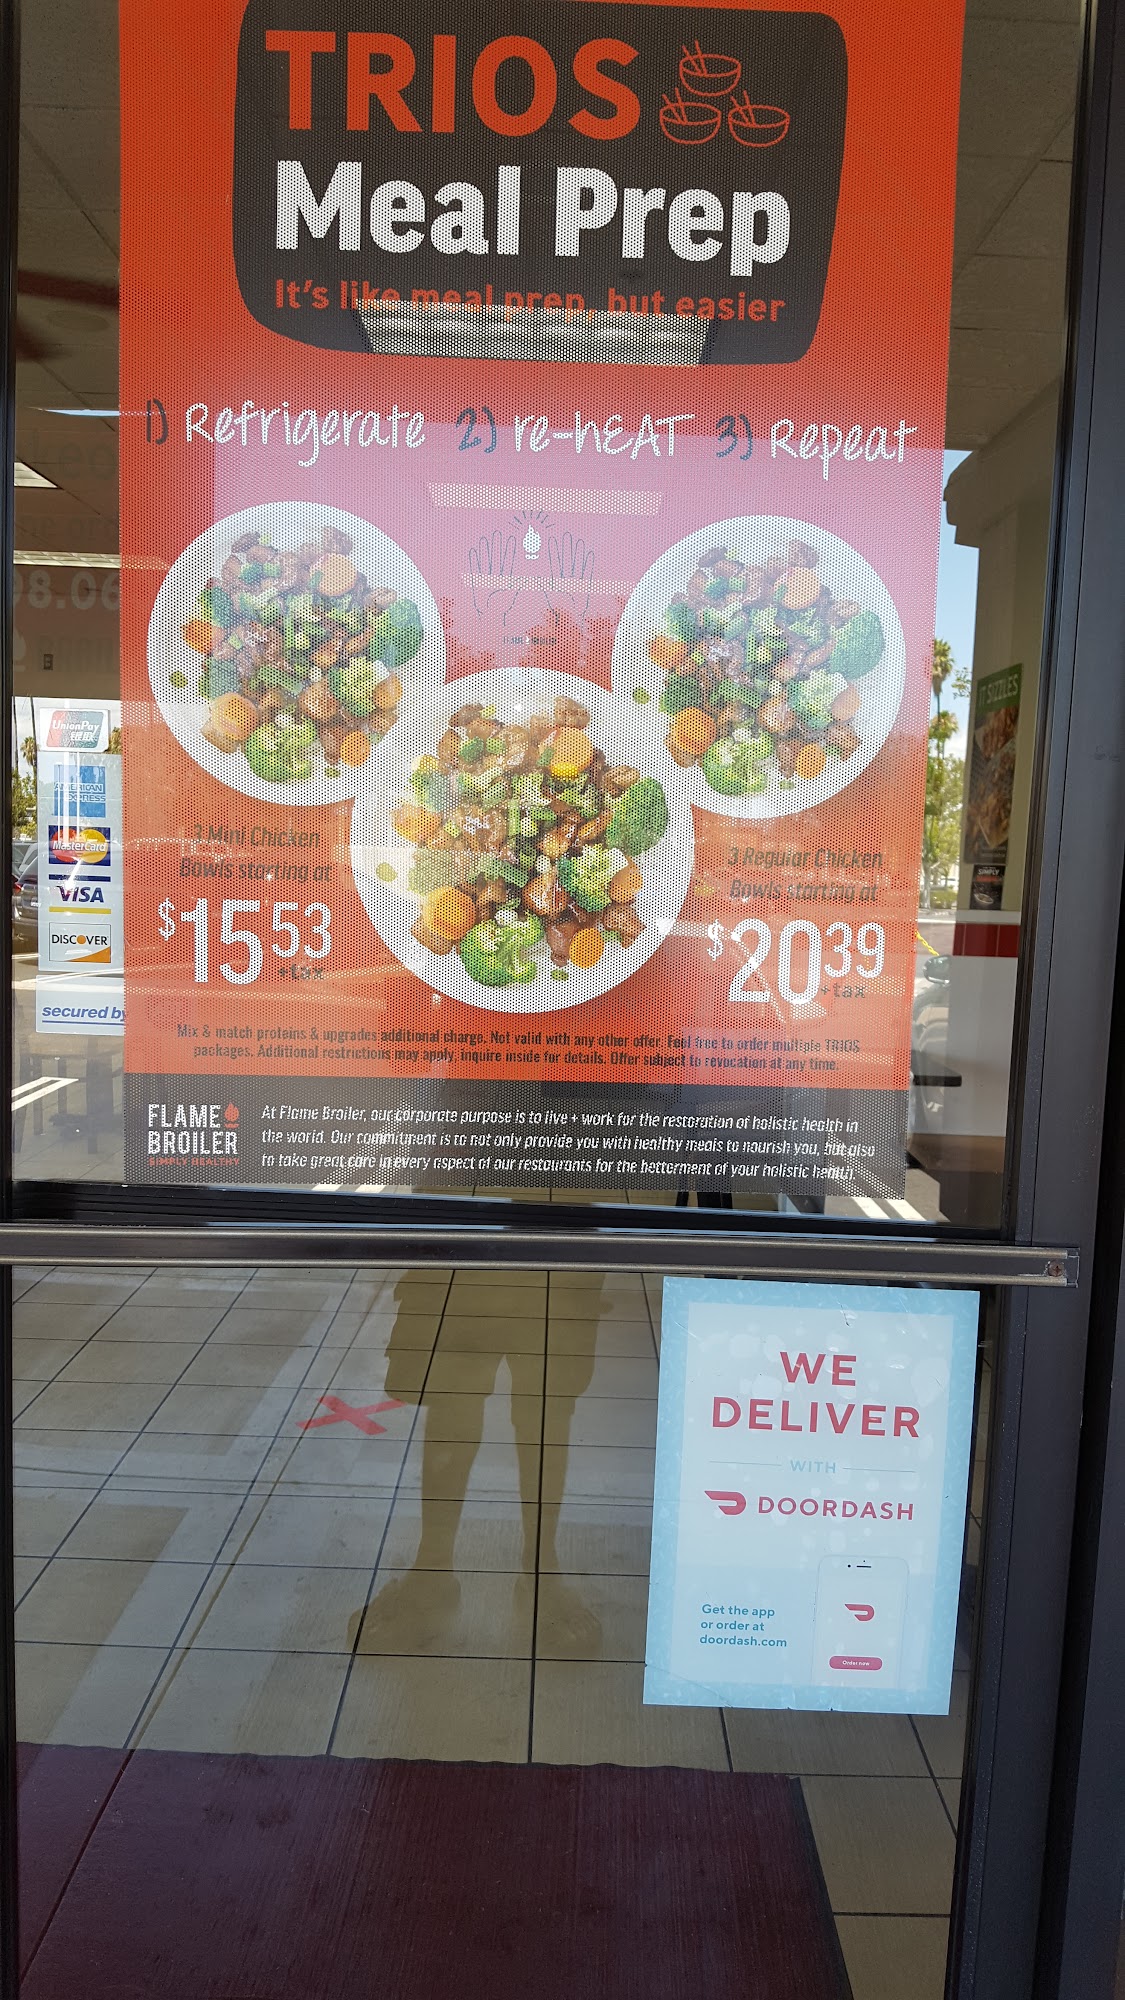 TRIOS
Meal Prep
It's like meal prep, but easier
1) Refrigerate 2) re-hEAT 3) Repeat
3 Mini Chicken
Bowls starting at
$15 53
+tax
3 Regular Chicken
Bowls starting at
$20 39
+tax
Mix & match proteins & upgrades additional charge. Not valid with any other offer. Feel free to order multiple TRIOS
packages. Additional restrictions may apply, inquire inside for details. Offer subject to revocation at any time.
FLAME
BROILER
SIMPLY HEALTHY
At Flame Broiler, our corporate purpose is to live + work for the restoration of holistic health in
the world. Our commitment is to not only provide you with healthy meals to nourish you, but also
to take great care in every aspect of our restaurants for the betterment of your holistic health.
UnionPay
银联
AMERICAN
EXPRESS
MasterCard
VISA
DISCOVER
secured by
IT SIZZLES
WE
DELIVER
WITH
DOORDASH
Get the app
or order at
doordash.com
Order now